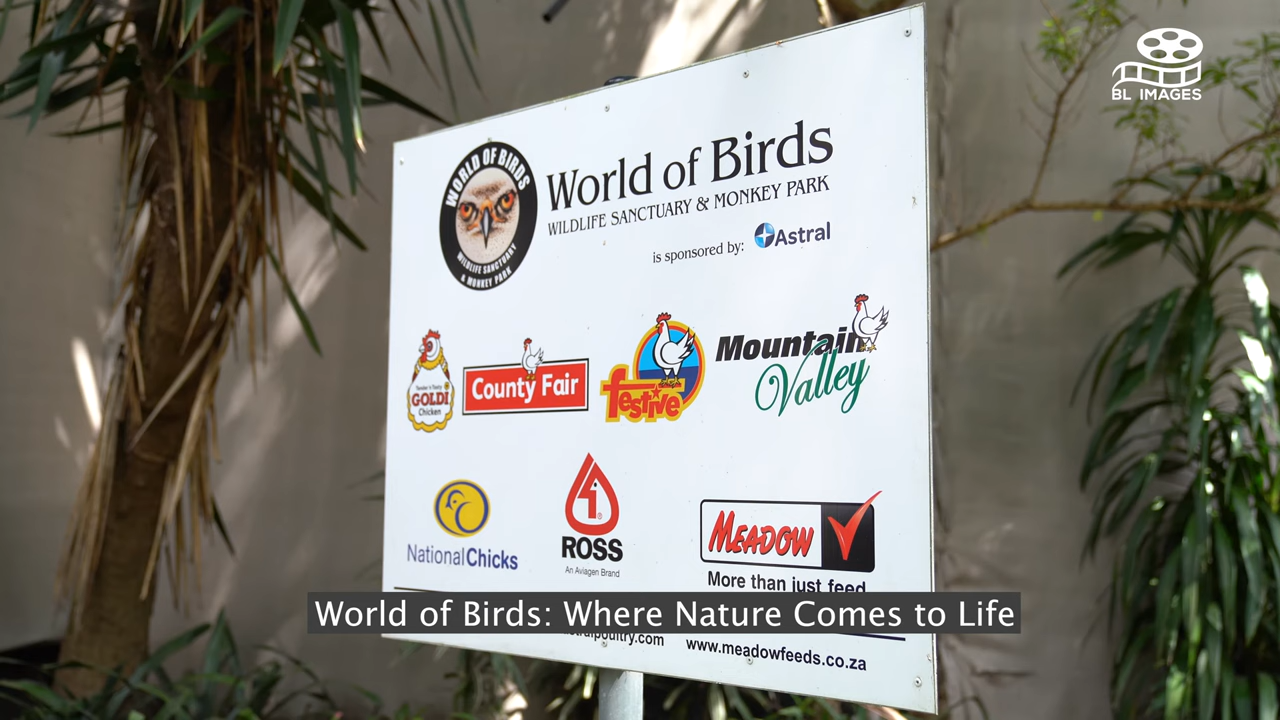 BL IMAGES
WORLD OF BIRDS
WILDLIFE SANCTUARY
& MONKEY PARK
World of Birds
WILDLIFE SANCTUARY & MONKEY PARK
is sponsored by: Astral
Tender 'n Tasty
GOLDI
Chicken
County Fair
festive
Mountain
Valley
NationalChicks
ROSS
An Aviagen Brand
MEADOW
More than just feed
World of Birds: Where Nature Comes to Life
www.meadowfeeds.co.za